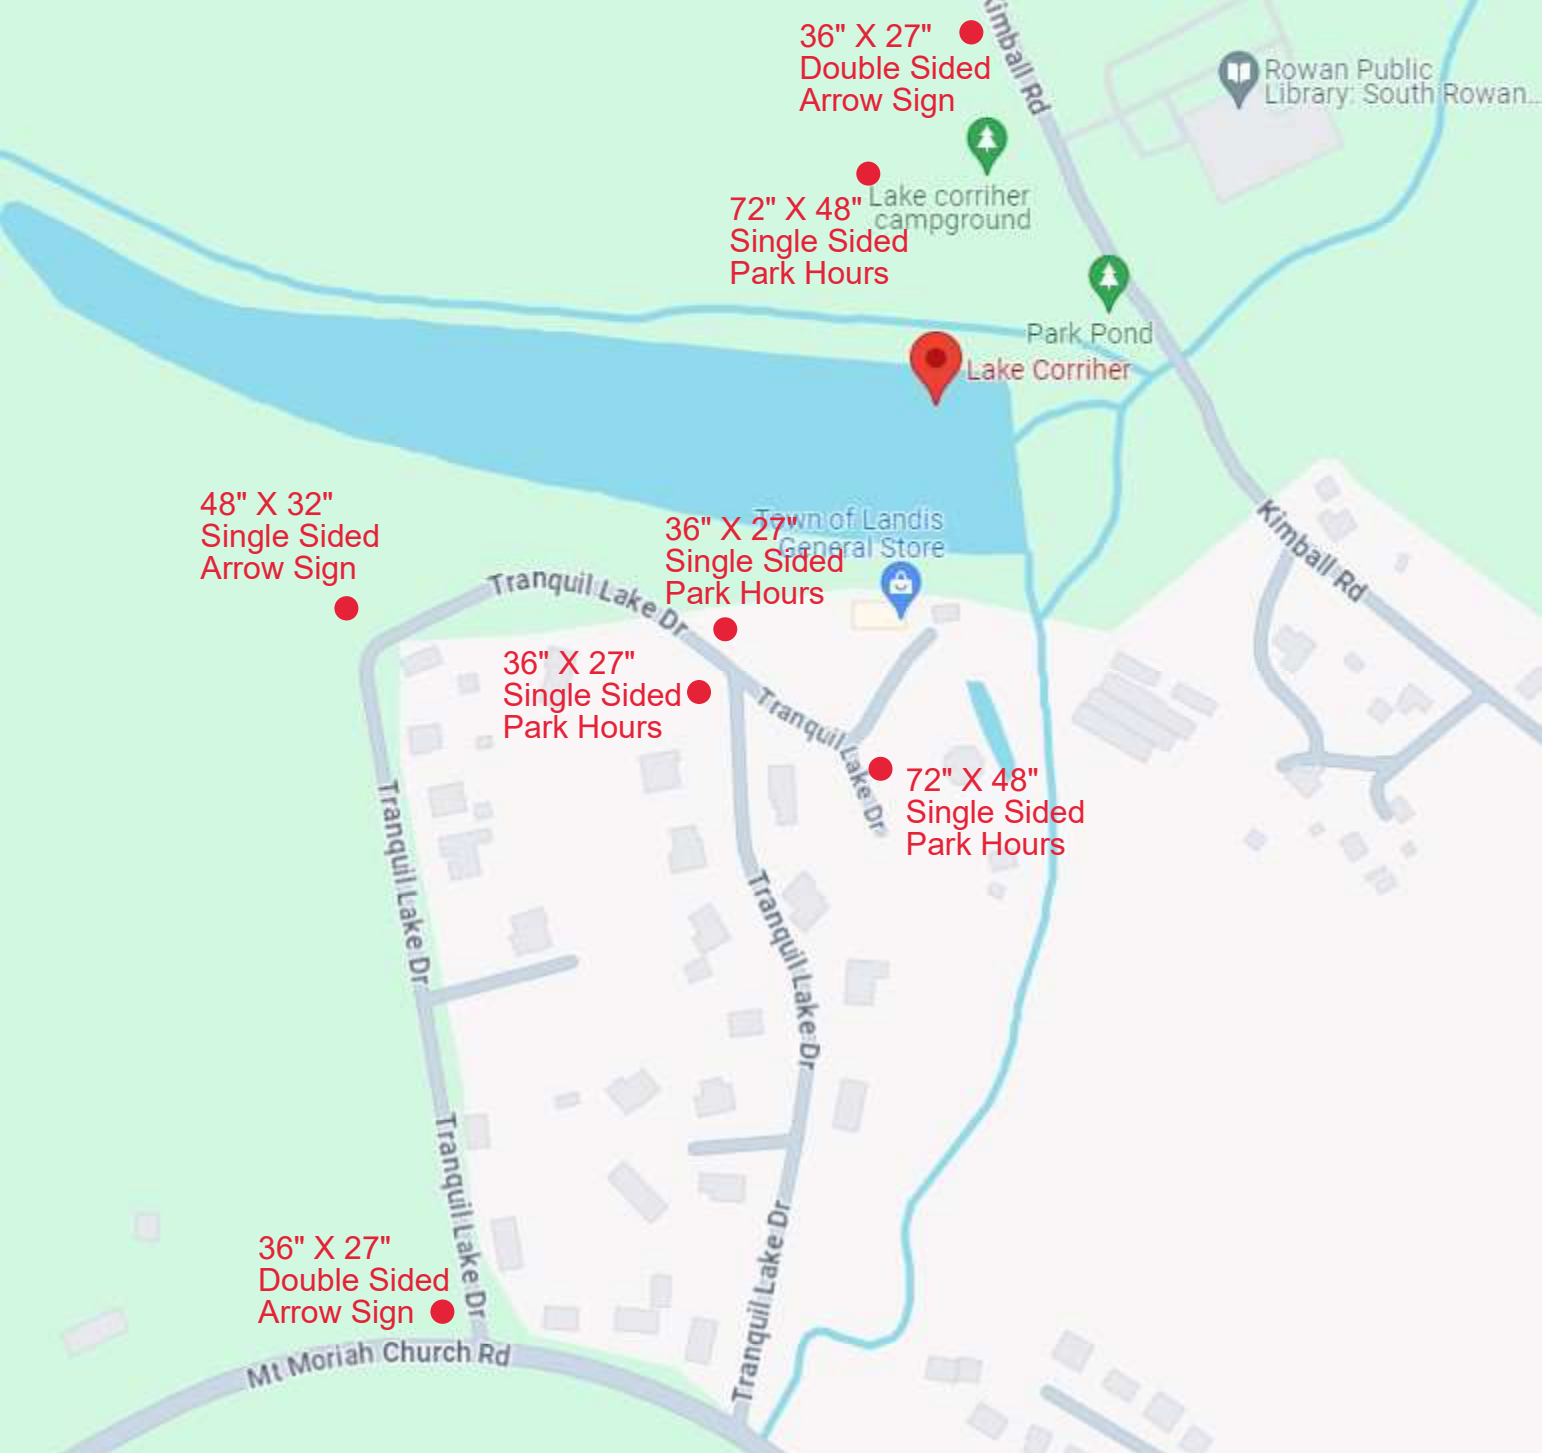 36" X 27"
Double Sided
Arrow Sign
Kimball Rd
Rowan Public
Library: South Rowan...
72" X 48"
Single Sided
Park Hours
Lake corriher
campground
Park Pond
Lake Corriher
48" X 32"
Single Sided
Arrow Sign
36" X 27"
Single Sided
Park Hours
Town of Landis
General Store
Kimball Rd
Tranquil Lake Dr
36" X 27"
Single Sided
Park Hours
Tranquil Lake Dr
72" X 48"
Single Sided
Park Hours
Tranquil Lake Dr
Tranquil Lake Dr
Tranquil Lake Dr
36" X 27"
Double Sided
Arrow Sign
Tranquil Lake Dr
Mt Moriah Church Rd